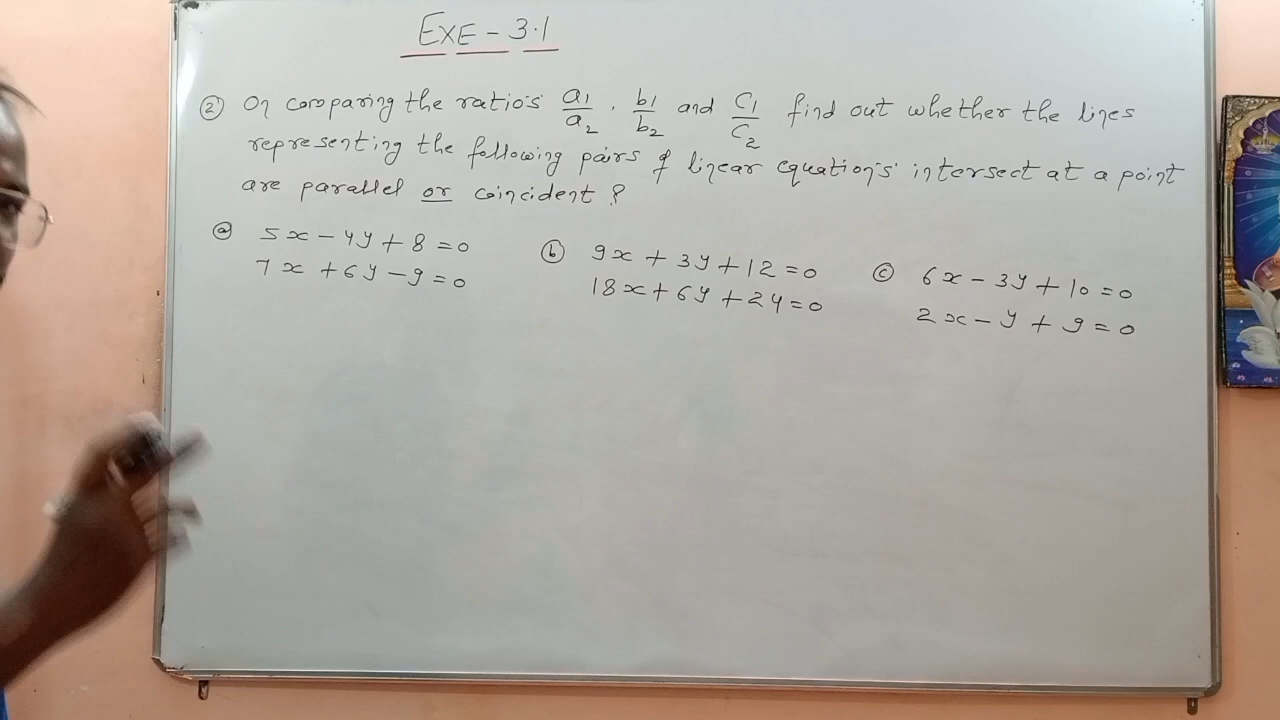 EXE - 3.1
② On comparing the ratio's a1/a2 , b1/b2 and c1/c2 find out whether the lines
representing the following pairs of linear equation's intersect at a point
are parallel or coincident ?
ⓐ 5x - 4y + 8 = 0
7x + 6y - 9 = 0
ⓑ 9x + 3y + 12 = 0
18x + 6y + 24 = 0
ⓒ 6x - 3y + 10 = 0
2x - y + 9 = 0